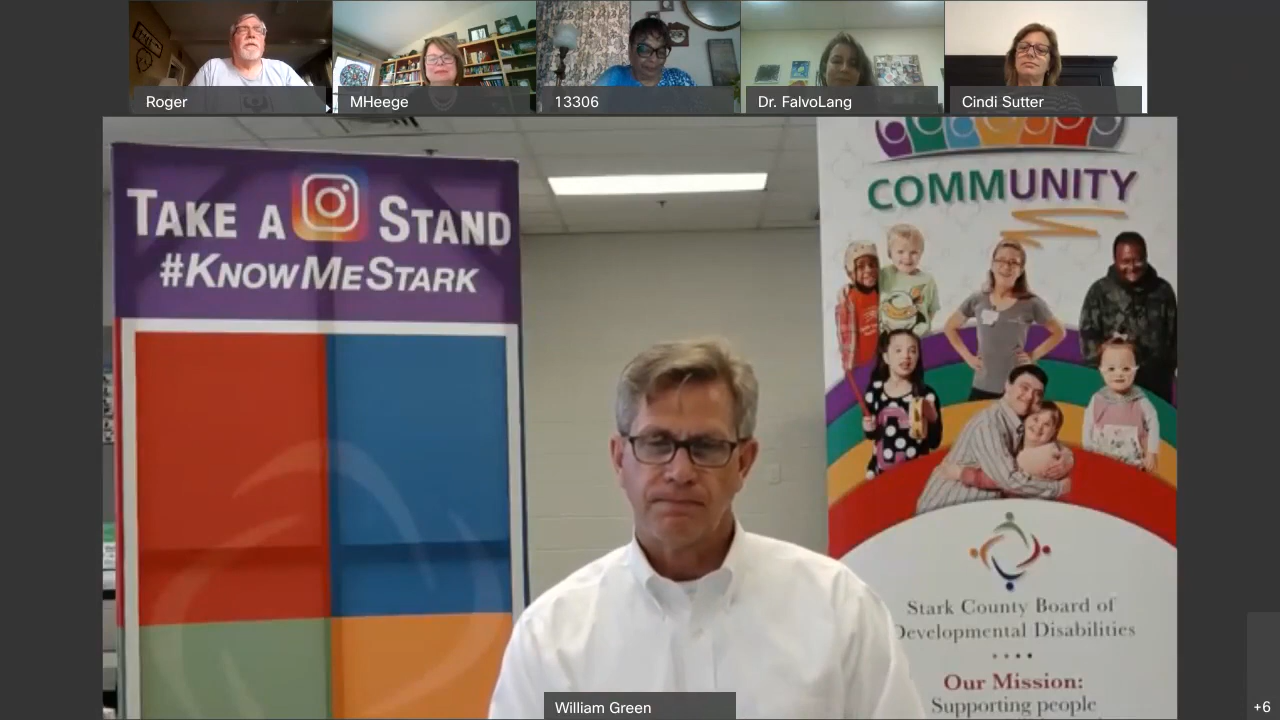 Roger
MHeege
13306
Dr. FalvoLang
Cindi Sutter
TAKE A STAND
#KNOWMESTARK
COMMUNITY
Stark County Board of
Developmental Disabilities
Our Mission:
Supporting people
William Green
+6